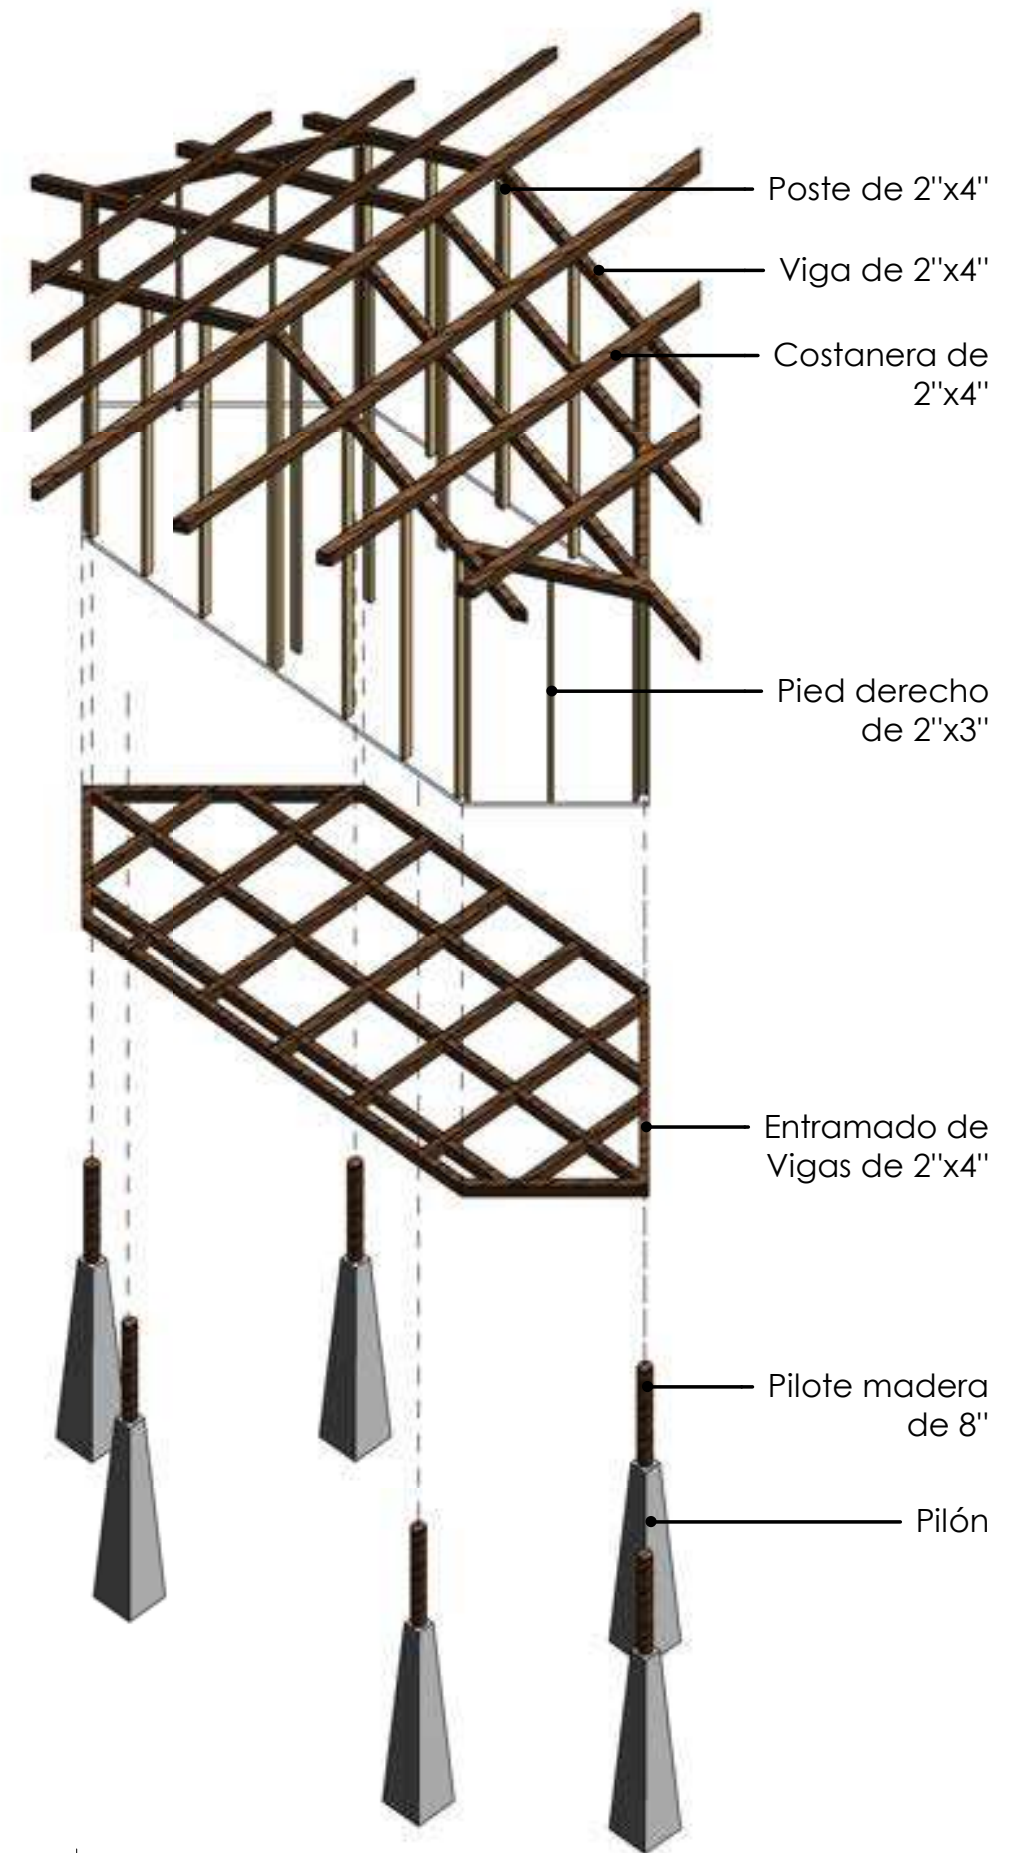 Poste de 2"x4"
Viga de 2"x4"
Costanera de
2"x4"
Pied derecho
de 2"x3"
Entramado de
Vigas de 2"x4"
Pilote madera
de 8"
Pilón